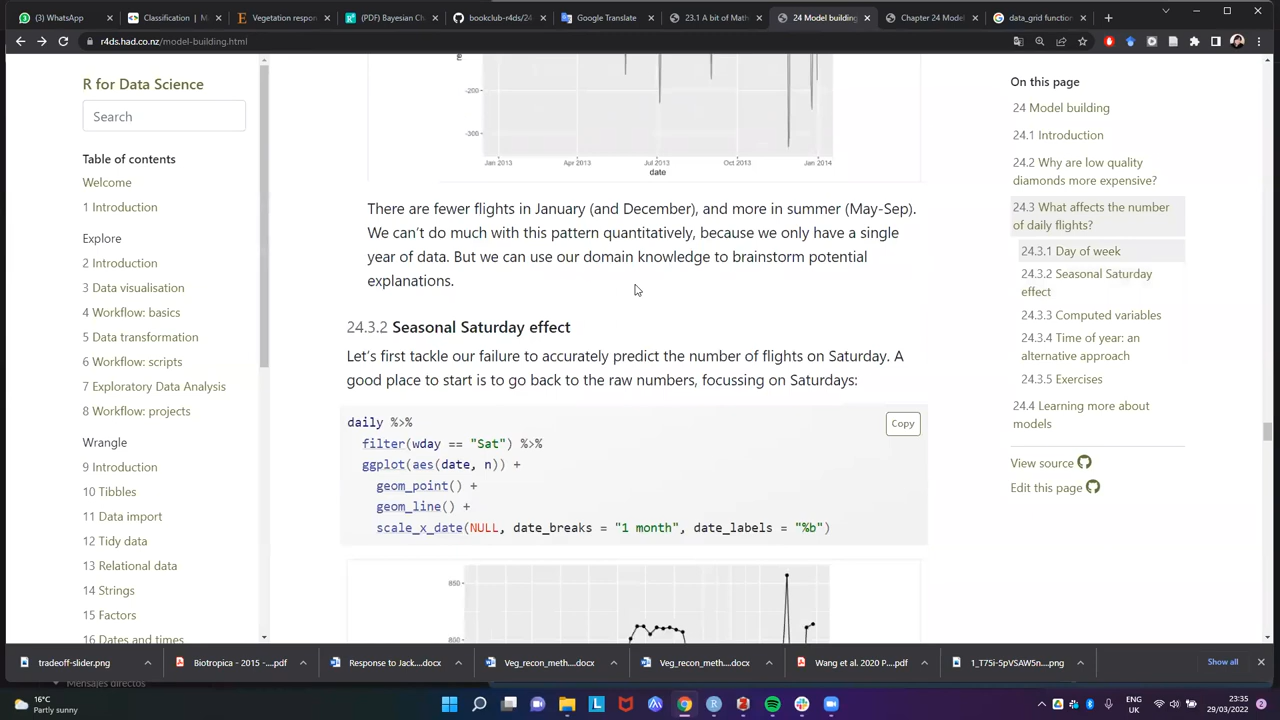 WhatsApp
Classification | M
Vegetation respon
(PDF) Bayesian Ch
bookclub-r4ds/24
Google Translate
23.1 A bit of Math
24 Model building
Chapter 24 Model
data_grid function
r4ds.had.co.nz/model-building.html
R for Data Science
Search
Table of contents
Welcome
1 Introduction
Explore
2 Introduction
3 Data visualisation
4 Workflow: basics
5 Data transformation
6 Workflow: scripts
7 Exploratory Data Analysis
8 Workflow: projects
Wrangle
9 Introduction
10 Tibbles
11 Data import
12 Tidy data
13 Relational data
14 Strings
15 Factors
16 Dates and times
-200
-300
Jan 2013
Apr 2013
Jul 2013
Oct 2013
Jan 2014
date
There are fewer flights in January (and December), and more in summer (May-Sep).
We can't do much with this pattern quantitatively, because we only have a single
year of data. But we can use our domain knowledge to brainstorm potential
explanations.
24.3.2 Seasonal Saturday effect
Let's first tackle our failure to accurately predict the number of flights on Saturday. A
good place to start is to go back to the raw numbers, focussing on Saturdays:
daily %>%
Copy
filter(wday == "Sat") %>%
ggplot(aes(date, n)) +
geom_point() +
geom_line() +
scale_x_date(NULL, date_breaks = "1 month", date_labels = "%b")
850
800
On this page
24 Model building
24.1 Introduction
24.2 Why are low quality
diamonds more expensive?
24.3 What affects the number
of daily flights?
24.3.1 Day of week
24.3.2 Seasonal Saturday
effect
24.3.3 Computed variables
24.3.4 Time of year: an
alternative approach
24.3.5 Exercises
24.4 Learning more about
models
View source
Edit this page
tradeoff-slider.png
Biotropica - 2015 -....pdf
Response to Jack....docx
Veg_recon_meth....docx
Veg_recon_meth....docx
Wang et al. 2020 P....pdf
1_T75i-5pVSAW5n....png
Show all
Mensajes directos
16°C
Partly sunny
ENG
UK
23:35
29/03/2022